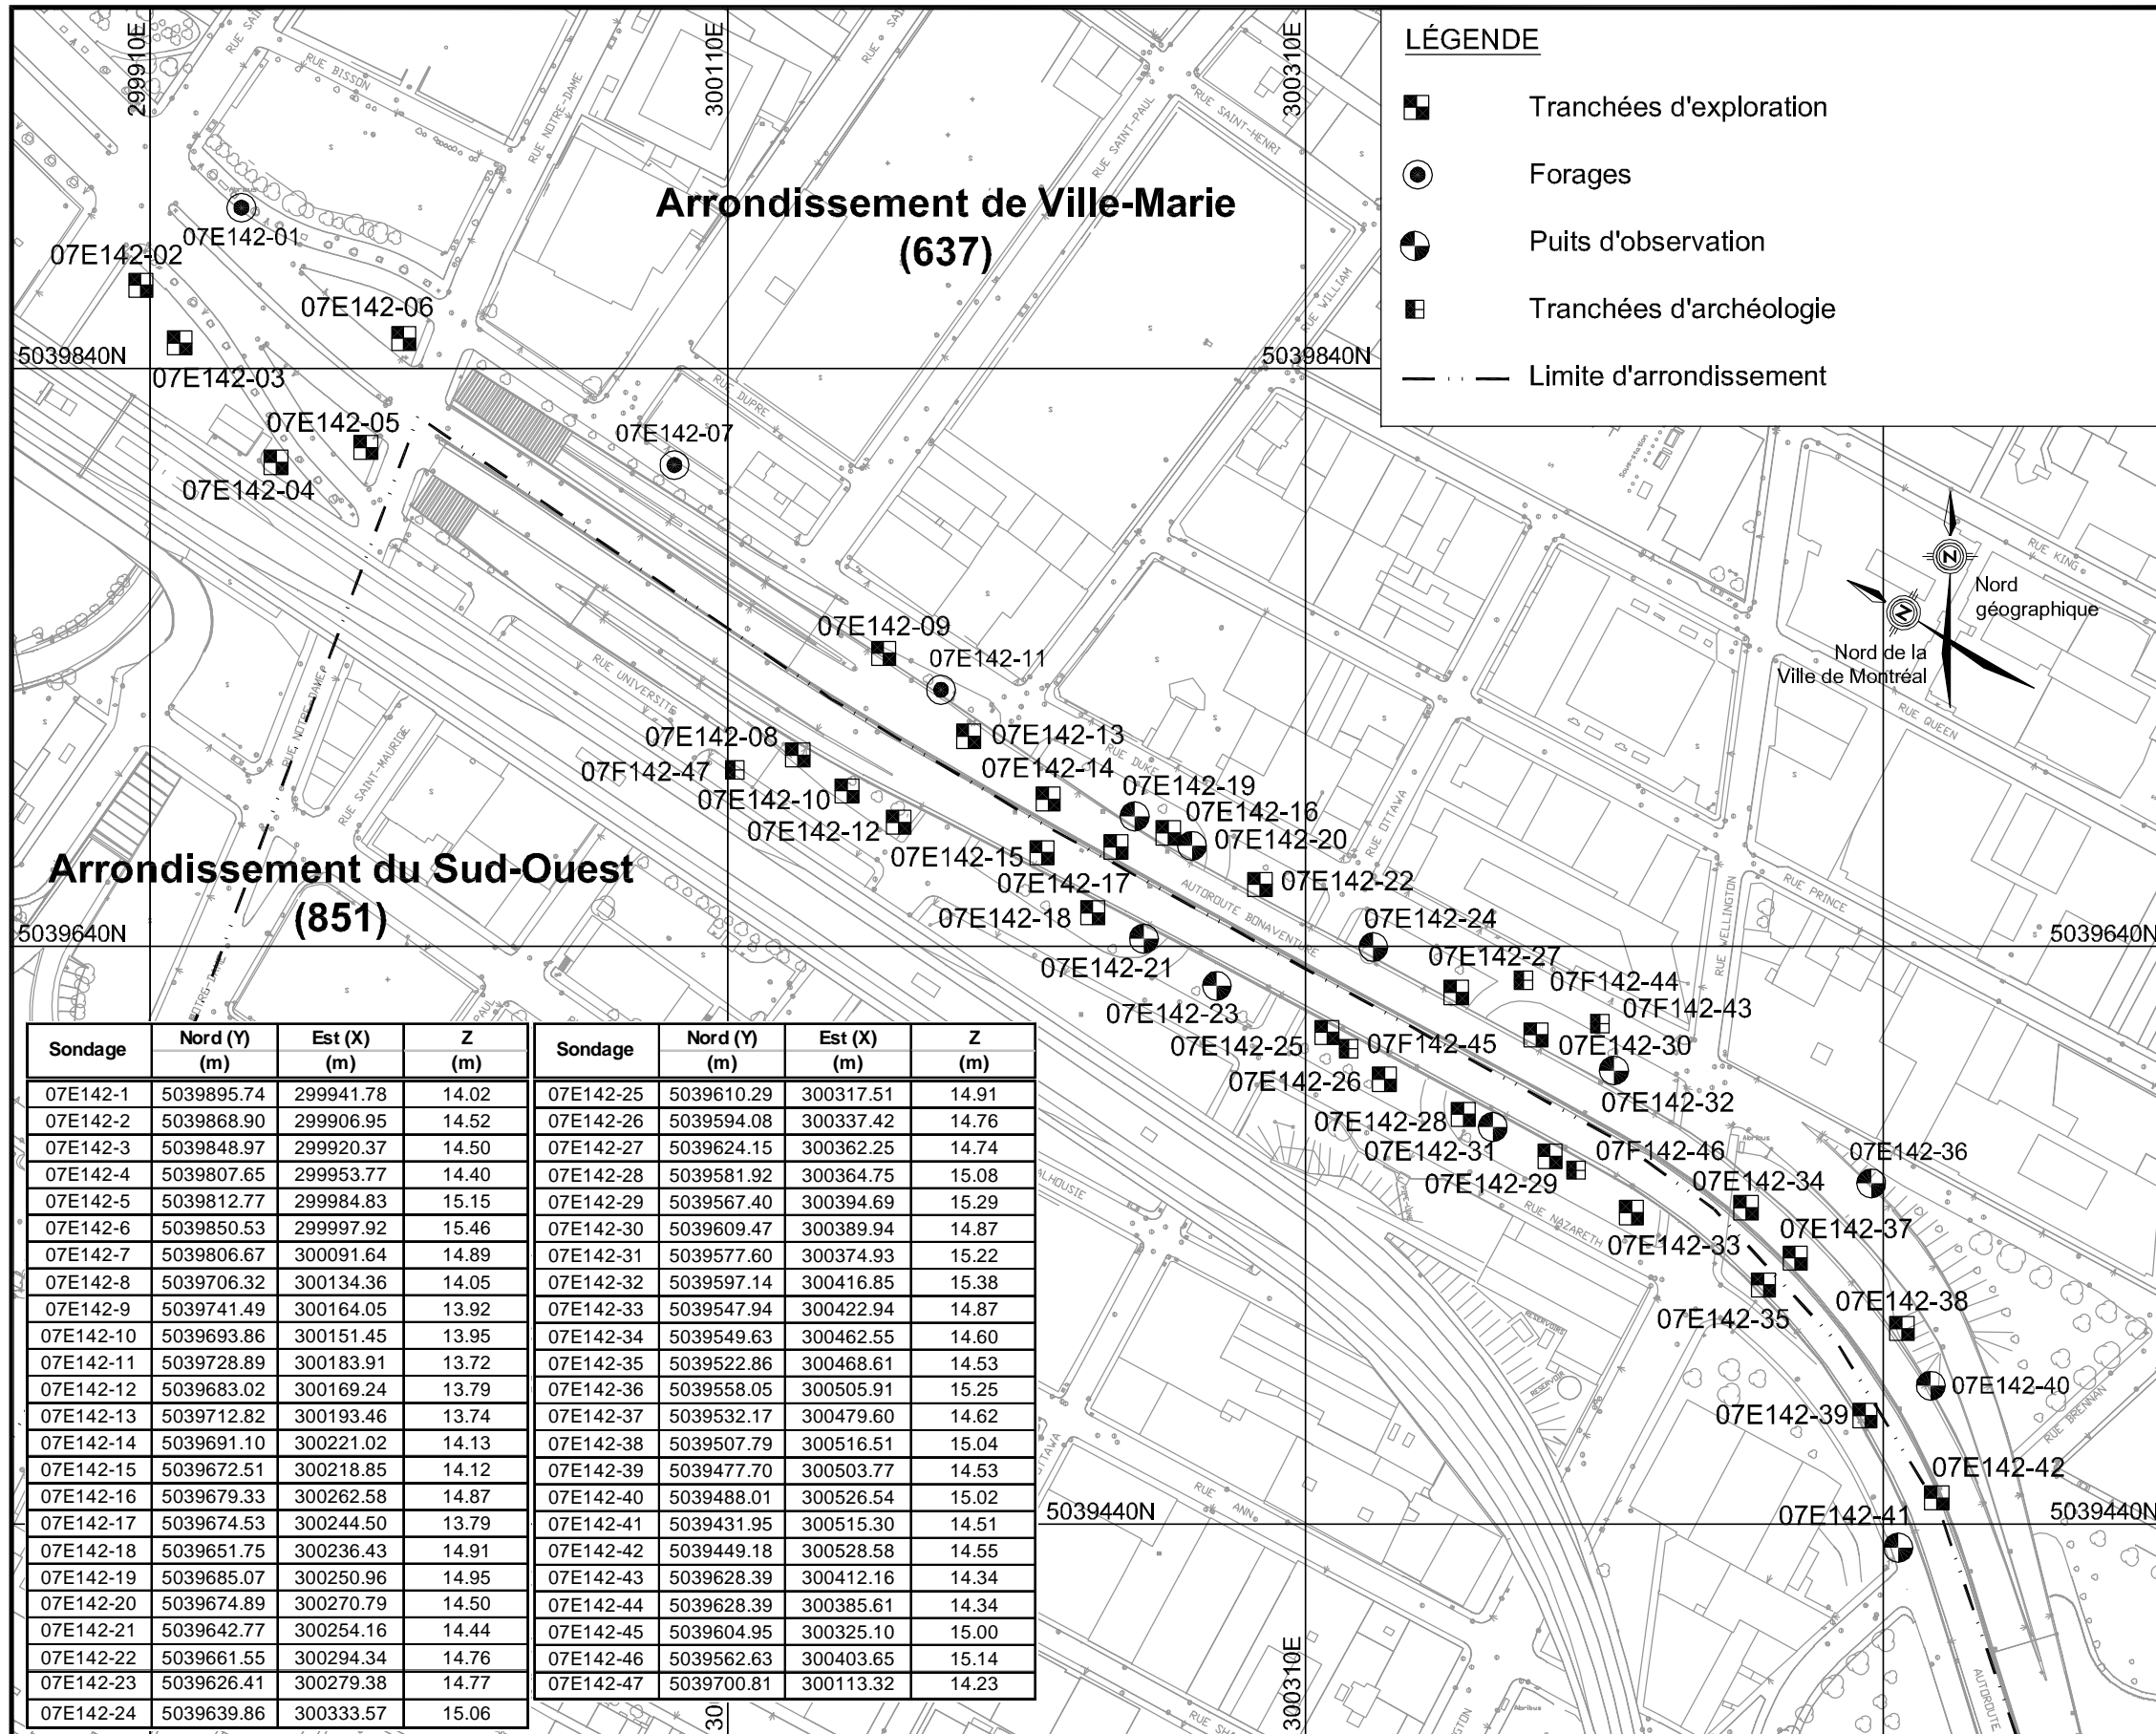 LÉGENDE
Tranchées d'exploration
Forages
Puits d'observation
Tranchées d'archéologie
Limite d'arrondissement
299910E
300110E
300310E
RUE BISSON
RUE NOTRE-DAME
RUE SAINT-PAUL
RUE SAINT-HENRI
RUE WILLIAM
Arrondissement de Ville-Marie
(637)
07E142-01
07E142-02
07E142-06
5039840N
5039840N
07E142-03
07E142-05
07E142-04
RUE DUPRE
07E142-07
Sous-station
RUE KING
Nord
géographique
Nord de la
Ville de Montréal
RUE QUEEN
07E142-09
07E142-11
RUE UNIVERSITE
RUE NOTRE-DAME
RUE SAINT-MAURICE
07E142-08
07E142-13
07F142-47
07E142-14
RUE DUKE
07E142-10
07E142-19
07E142-16
07E142-12
07E142-20
RUE OTTAWA
07E142-15
07E142-17
07E142-22
AUTOROUTE BONAVENTURE
RUE PRINCE
RUE WELLINGTON
Arrondissement du Sud-Ouest
(851)
07E142-18
07E142-24
5039640N
5039640N
07E142-21
07E142-27
07F142-44
07E142-23
07F142-43
07E142-25
07F142-45
07E142-30
07E142-26
07E142-32
07E142-28
07E142-31
07F142-46
07E142-36
07E142-29
07E142-34
RUE NAZARETH
07E142-33
07E142-37
07E142-35
07E142-38
RESERVOIRS
RESERVOIR
07E142-40
07E142-39
RUE BRENNAN
07E142-42
RUE ANN
5039440N
07E142-41
5039440N
300310E
Abribus
AUTOROUTE
Sondage Nord (Y) Est (X) Z Sondage Nord (Y) Est (X) Z
(m) (m) (m) (m) (m) (m)
07E142-1 5039895.74 299941.78 14.02 07E142-25 5039610.29 300317.51 14.91
07E142-2 5039868.90 299906.95 14.52 07E142-26 5039594.08 300337.42 14.76
07E142-3 5039848.97 299920.37 14.50 07E142-27 5039624.15 300362.25 14.74
07E142-4 5039807.65 299953.77 14.40 07E142-28 5039581.92 300364.75 15.08
07E142-5 5039812.77 299984.83 15.15 07E142-29 5039567.40 300394.69 15.29
07E142-6 5039850.53 299997.92 15.46 07E142-30 5039609.47 300389.94 14.87
07E142-7 5039806.67 300091.64 14.89 07E142-31 5039577.60 300374.93 15.22
07E142-8 5039706.32 300134.36 14.05 07E142-32 5039597.14 300416.85 15.38
07E142-9 5039741.49 300164.05 13.92 07E142-33 5039547.94 300422.94 14.87
07E142-10 5039693.86 300151.45 13.95 07E142-34 5039549.63 300462.55 14.60
07E142-11 5039728.89 300183.91 13.72 07E142-35 5039522.86 300468.61 14.53
07E142-12 5039683.02 300169.24 13.79 07E142-36 5039558.05 300505.91 15.25
07E142-13 5039712.82 300193.46 13.74 07E142-37 5039532.17 300479.60 14.62
07E142-14 5039691.10 300221.02 14.13 07E142-38 5039507.79 300516.51 15.04
07E142-15 5039672.51 300218.85 14.12 07E142-39 5039477.70 300503.77 14.53
07E142-16 5039679.33 300262.58 14.87 07E142-40 5039488.01 300526.54 15.02
07E142-17 5039674.53 300244.50 13.79 07E142-41 5039431.95 300515.30 14.51
07E142-18 5039651.75 300236.43 14.91 07E142-42 5039449.18 300528.58 14.55
07E142-19 5039685.07 300250.96 14.95 07E142-43 5039628.39 300412.16 14.34
07E142-20 5039674.89 300270.79 14.50 07E142-44 5039628.39 300385.61 14.34
07E142-21 5039642.77 300254.16 14.44 07E142-45 5039604.95 300325.10 15.00
07E142-22 5039661.55 300294.34 14.76 07E142-46 5039562.63 300403.65 15.14
07E142-23 5039626.41 300279.38 14.77 07E142-47 5039700.81 300113.32 14.23
07E142-24 5039639.86 300333.57 15.06